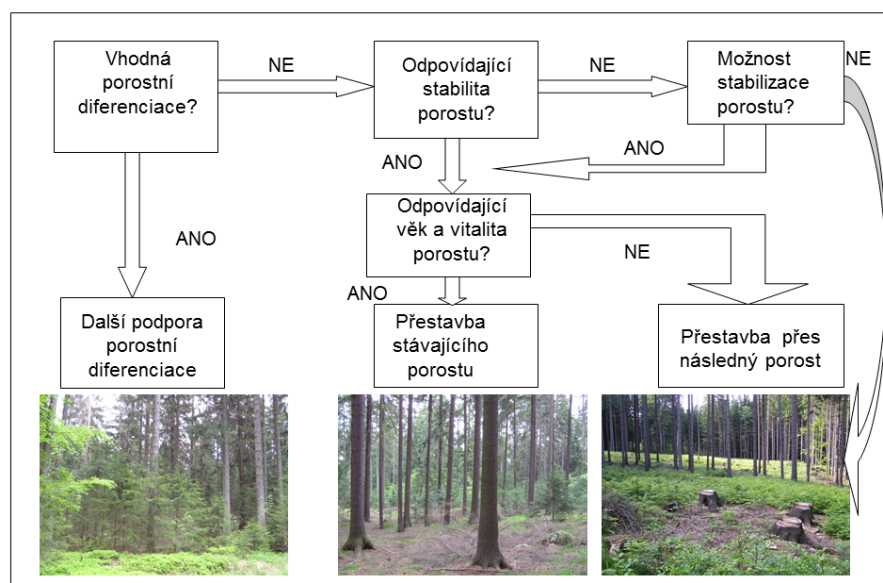 Vhodná
porostní
diferenciace?
NE
Odpovídající
stabilita
porostu?
NE
Možnost
stabilizace
porostu?
NE
ANO
ANO
Odpovídající
věk a vitalita
porostu?
ANO
NE
ANO
Další podpora
porostní
diferenciace
Přestavba
stávajícího
porostu
Přestavba přes
následný porost